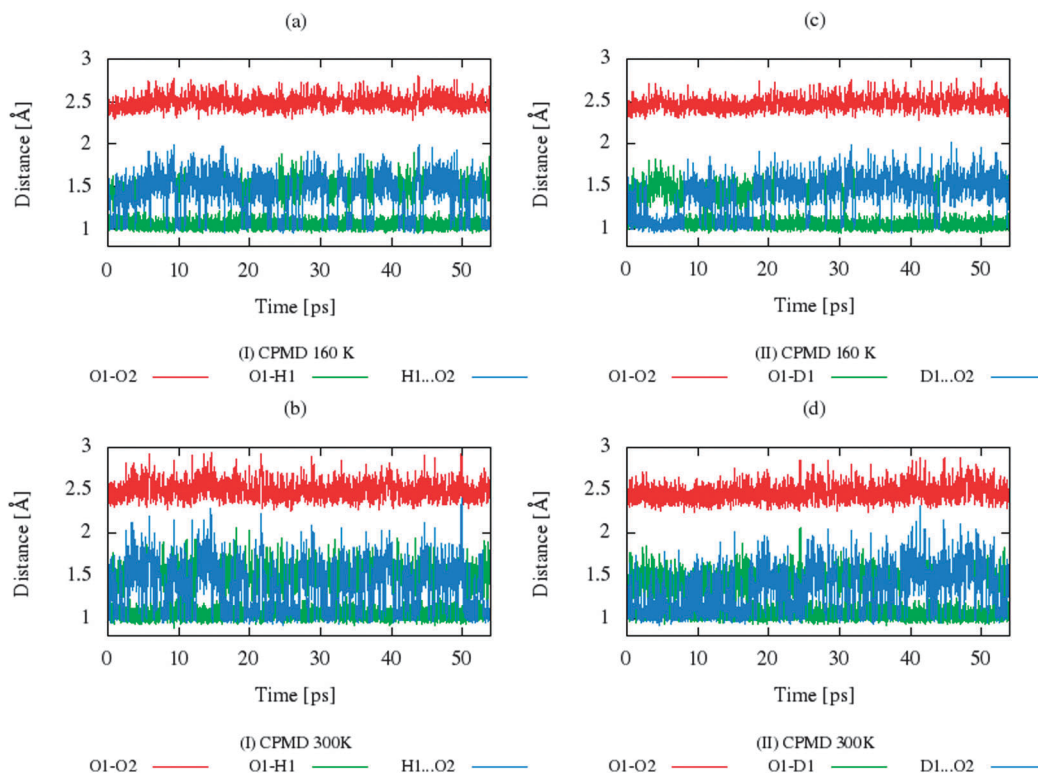 (a)
Distance [Å]
3
2.5
2
1.5
1
0 10 20 30 40 50
Time [ps]
(I) CPMD 160 K
O1-O2 O1-H1 H1...O2
(c)
Distance [Å]
3
2.5
2
1.5
1
0 10 20 30 40 50
Time [ps]
(II) CPMD 160 K
O1-O2 O1-D1 D1...O2
(b)
Distance [Å]
3
2.5
2
1.5
1
0 10 20 30 40 50
Time [ps]
(I) CPMD 300K
O1-O2 O1-H1 H1...O2
(d)
Distance [Å]
3
2.5
2
1.5
1
0 10 20 30 40 50
Time [ps]
(II) CPMD 300K
O1-O2 O1-D1 D1...O2